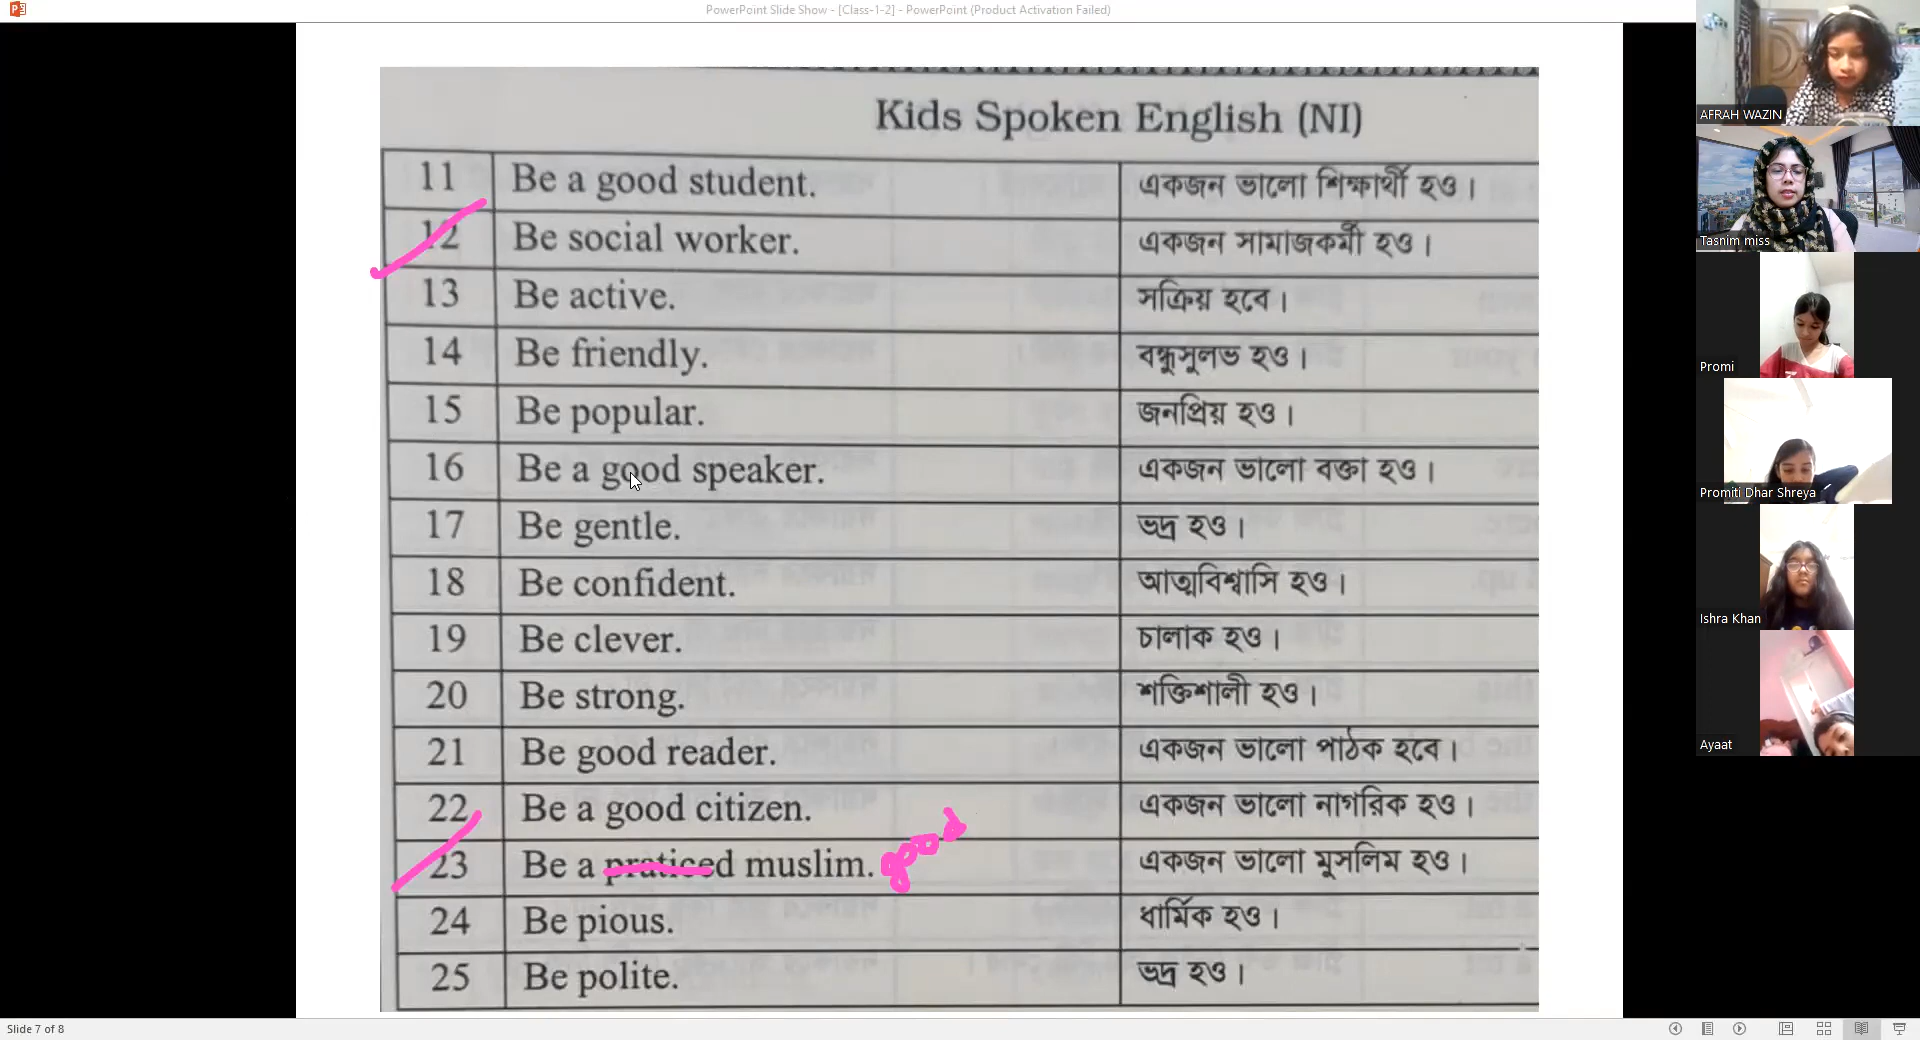 PowerPoint Slide Show - [Class-1-2] - PowerPoint (Product Activation Failed)
Kids Spoken English (NI)
11 Be a good student. একজন ভালো শিক্ষার্থী হও।
12 Be social worker. একজন সামাজকর্মী হও।
13 Be active. সক্রিয় হবে।
14 Be friendly. বন্ধুসুলভ হও।
15 Be popular. জনপ্রিয় হও।
16 Be a good speaker. একজন ভালো বক্তা হও।
17 Be gentle. ভদ্র হও।
18 Be confident. আত্মবিশ্বাসি হও।
19 Be clever. চালাক হও।
20 Be strong. শক্তিশালী হও।
21 Be good reader. একজন ভালো পাঠক হবে।
22 Be a good citizen. একজন ভালো নাগরিক হও।
23 Be a praticed muslim. good একজন ভালো মুসলিম হও।
24 Be pious. ধার্মিক হও।
25 Be polite. ভদ্র হও।
AFRAH WAZIN
Tasnim miss
Promi
Promiti Dhar Shreya
Ishra Khan
Ayaat
Slide 7 of 8